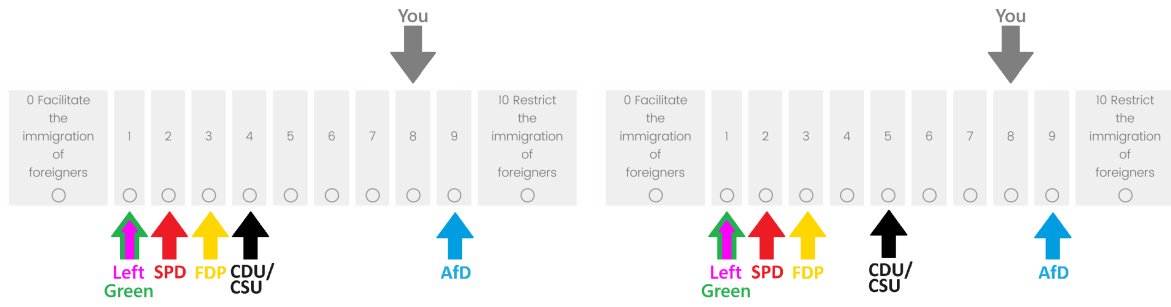 You
0 Facilitate
the
immigration
of
foreigners
1
2
3
4
5
6
7
8
9
10 Restrict
the
immigration
of
foreigners
Left
Green
SPD
FDP
CDU/
CSU
AfD
You
0 Facilitate
the
immigration
of
foreigners
1
2
3
4
5
6
7
8
9
10 Restrict
the
immigration
of
foreigners
Left
Green
SPD
FDP
CDU/
CSU
AfD